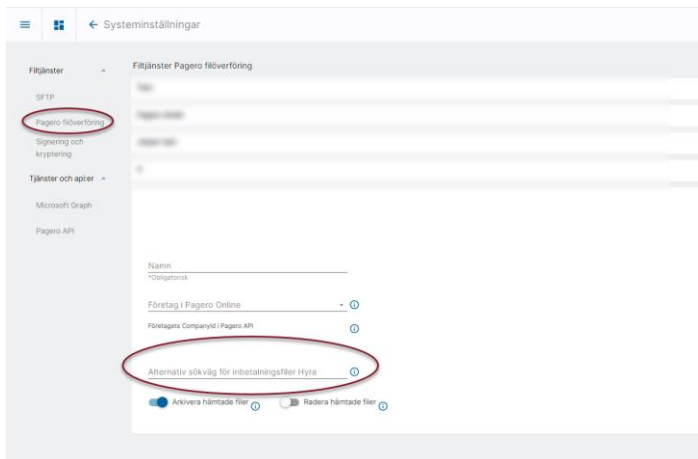 Systeminställningar
Filtjänster
Filtjänster Pagero filöverföring
SFTP
Pagero filöverföring
Signering och
kryptering
Tjänster och api:er
Microsoft Graph
Pagero API
Namn
*Obligatorisk
Företag i Pagero Online
Företagets CompanyId i Pagero API
Alternativ sökväg för inbetalningsfiler Hyra
Arkivera hämtade filer
Radera hämtade filer